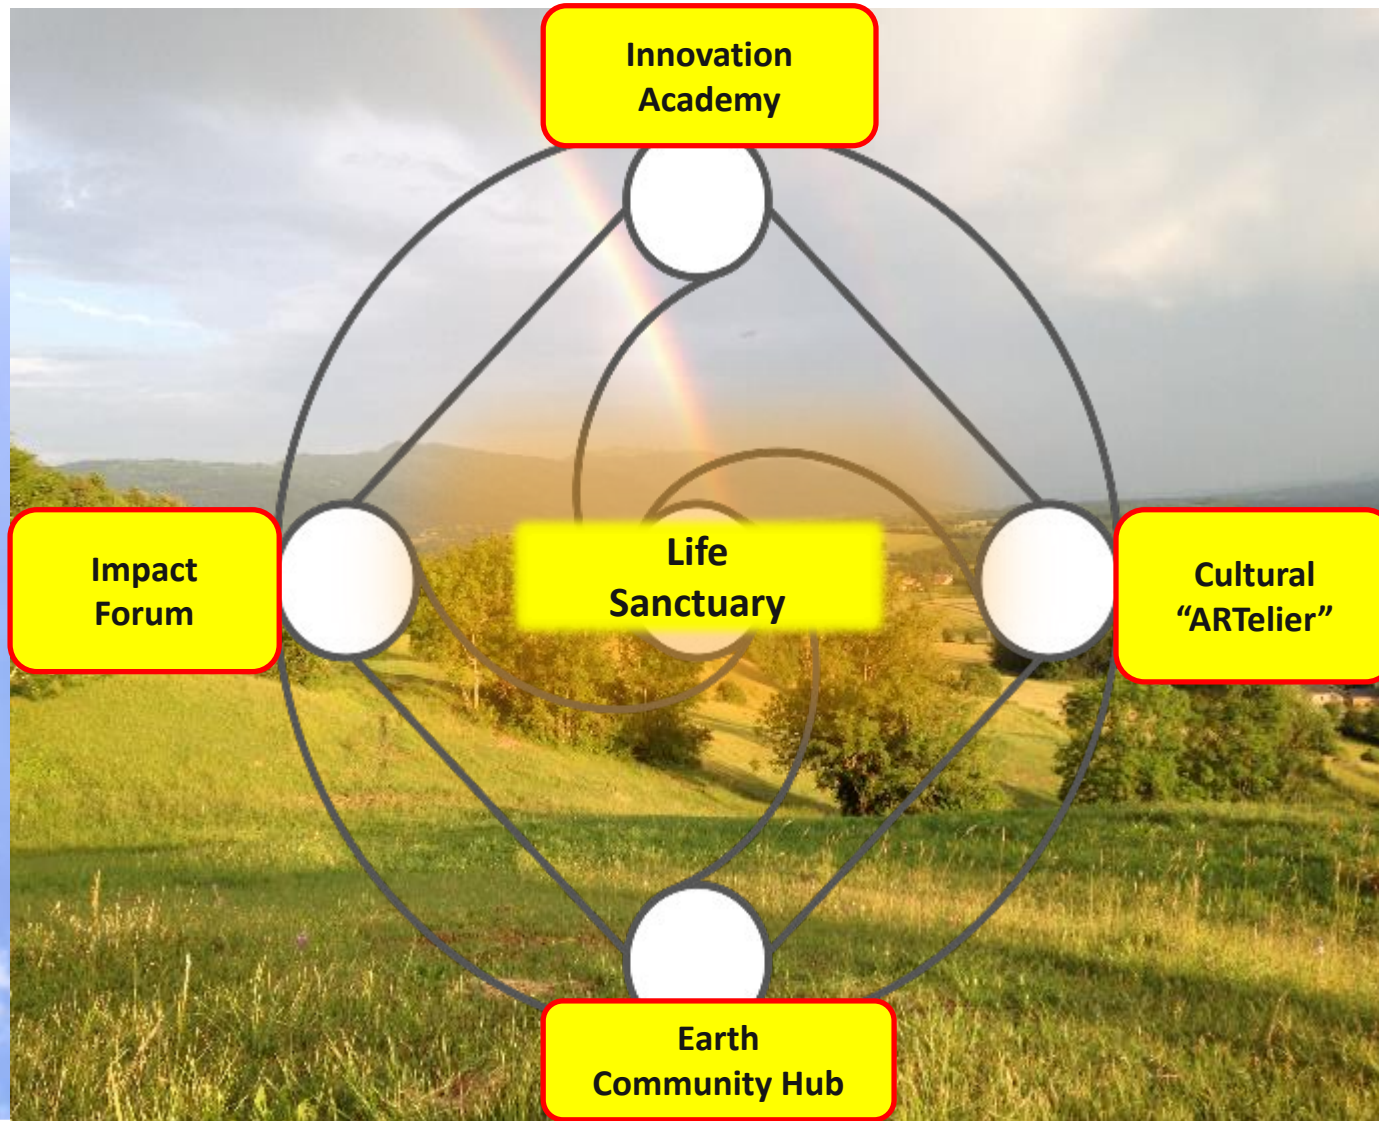 Innovation
Academy
Impact
Forum
Life
Sanctuary
Cultural
“ARTelier”
Earth
Community Hub